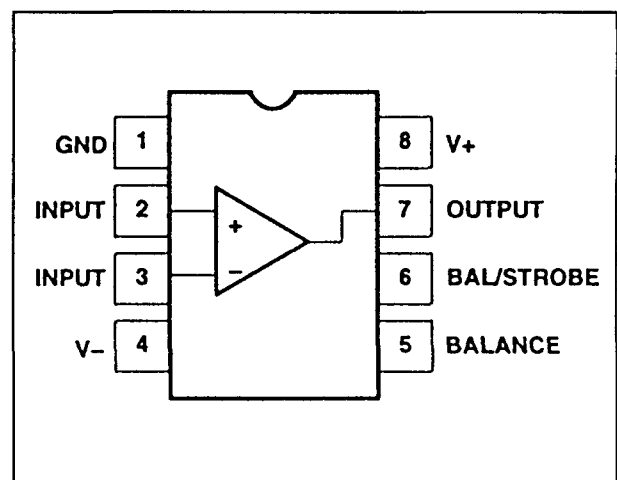 GND 1 8 V+
INPUT 2 + 7 OUTPUT
INPUT 3 − 6 BAL/STROBE
V− 4 5 BALANCE